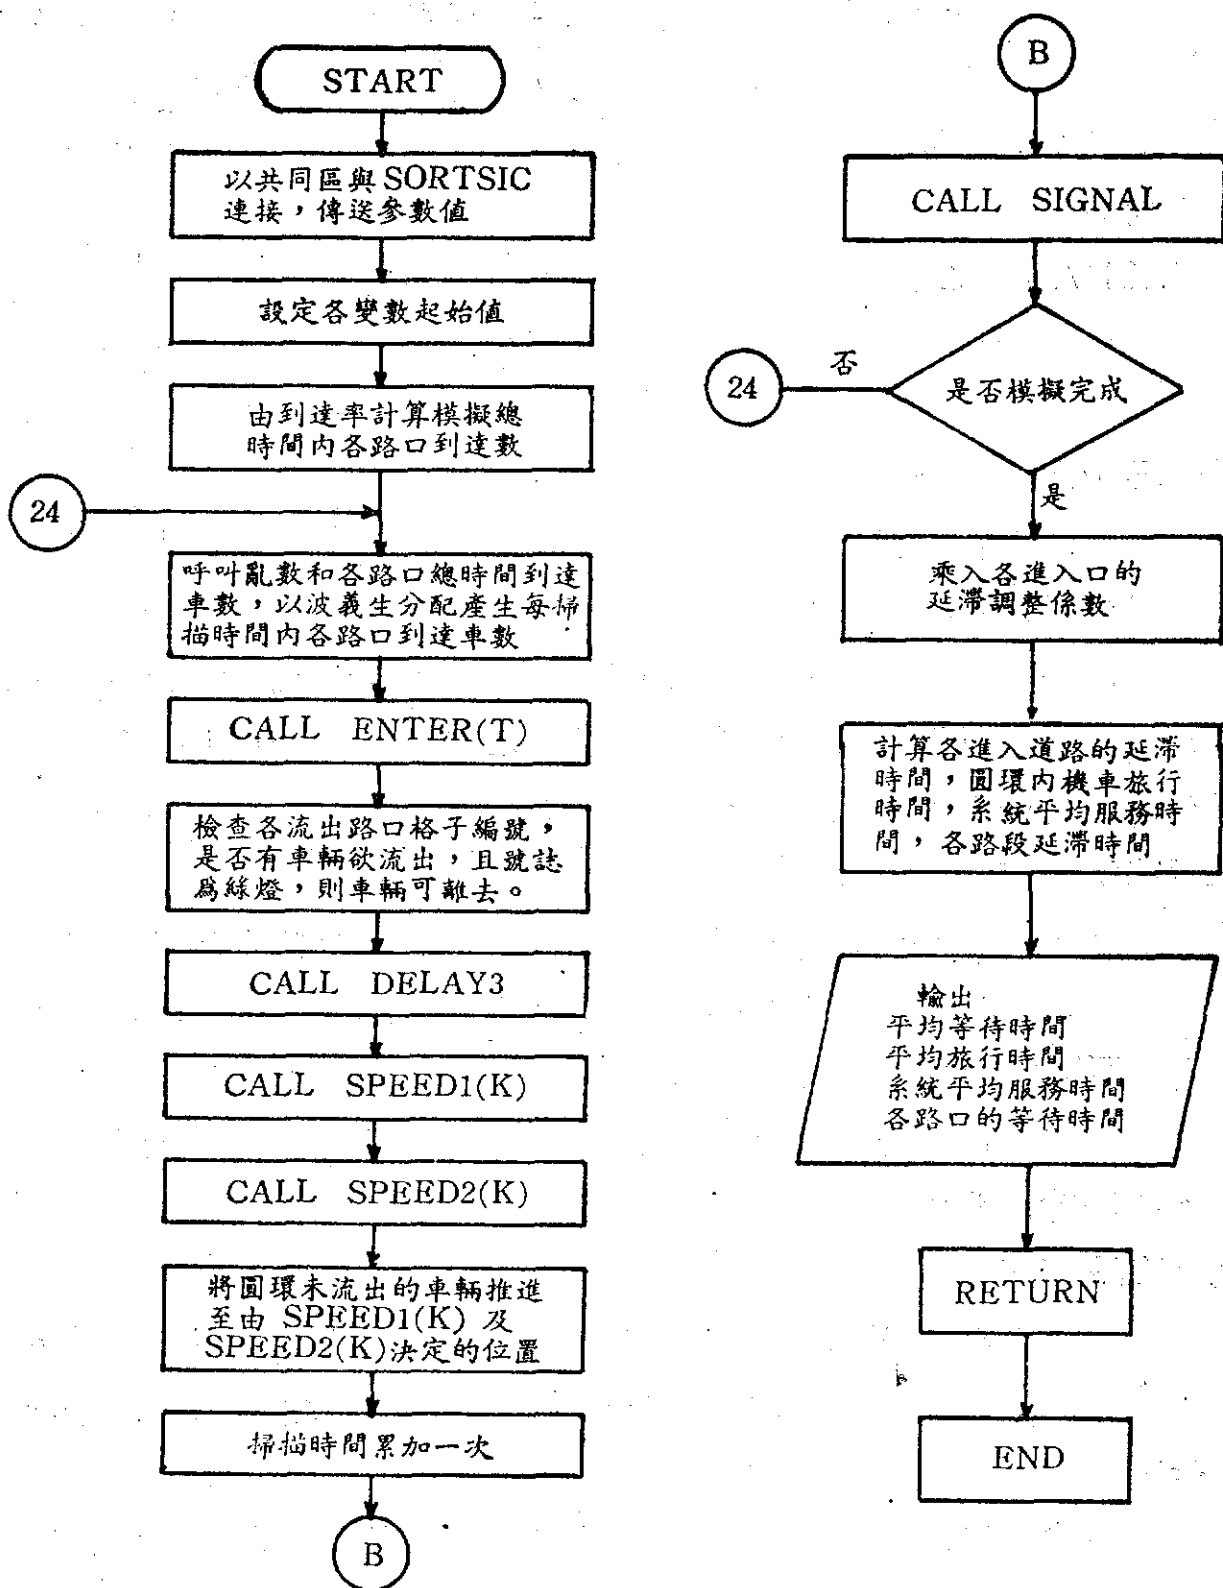 START
以共同區與SORTSIC
連接，傳送參數值
設定各變數起始值
由到達率計算模擬總
時間内各路口到達數
24
呼叫亂數和各路口總時間到達
車數，以波義生分配產生每掃
描時間内各路口到達車數
CALL ENTER(T)
檢查各流出路口格子編號，
是否有車輛欲流出，且號誌
爲綠燈，則車輛可離去。
CALL DELAY3
CALL SPEED1(K)
CALL SPEED2(K)
將圓環未流出的車輛推進
至由 SPEED1(K) 及
SPEED2(K)決定的位置
掃描時間累加一次
B
B
CALL SIGNAL
是否模擬完成
否
24
是
乘入各進入口的
延滯調整係數
計算各進入道路的延滯
時間，圓環内機車旅行
時間，系統平均服務時
間，各路段延滯時間
輸出
平均等待時間
平均旅行時間
系統平均服務時間
各路口的等待時間
RETURN
END